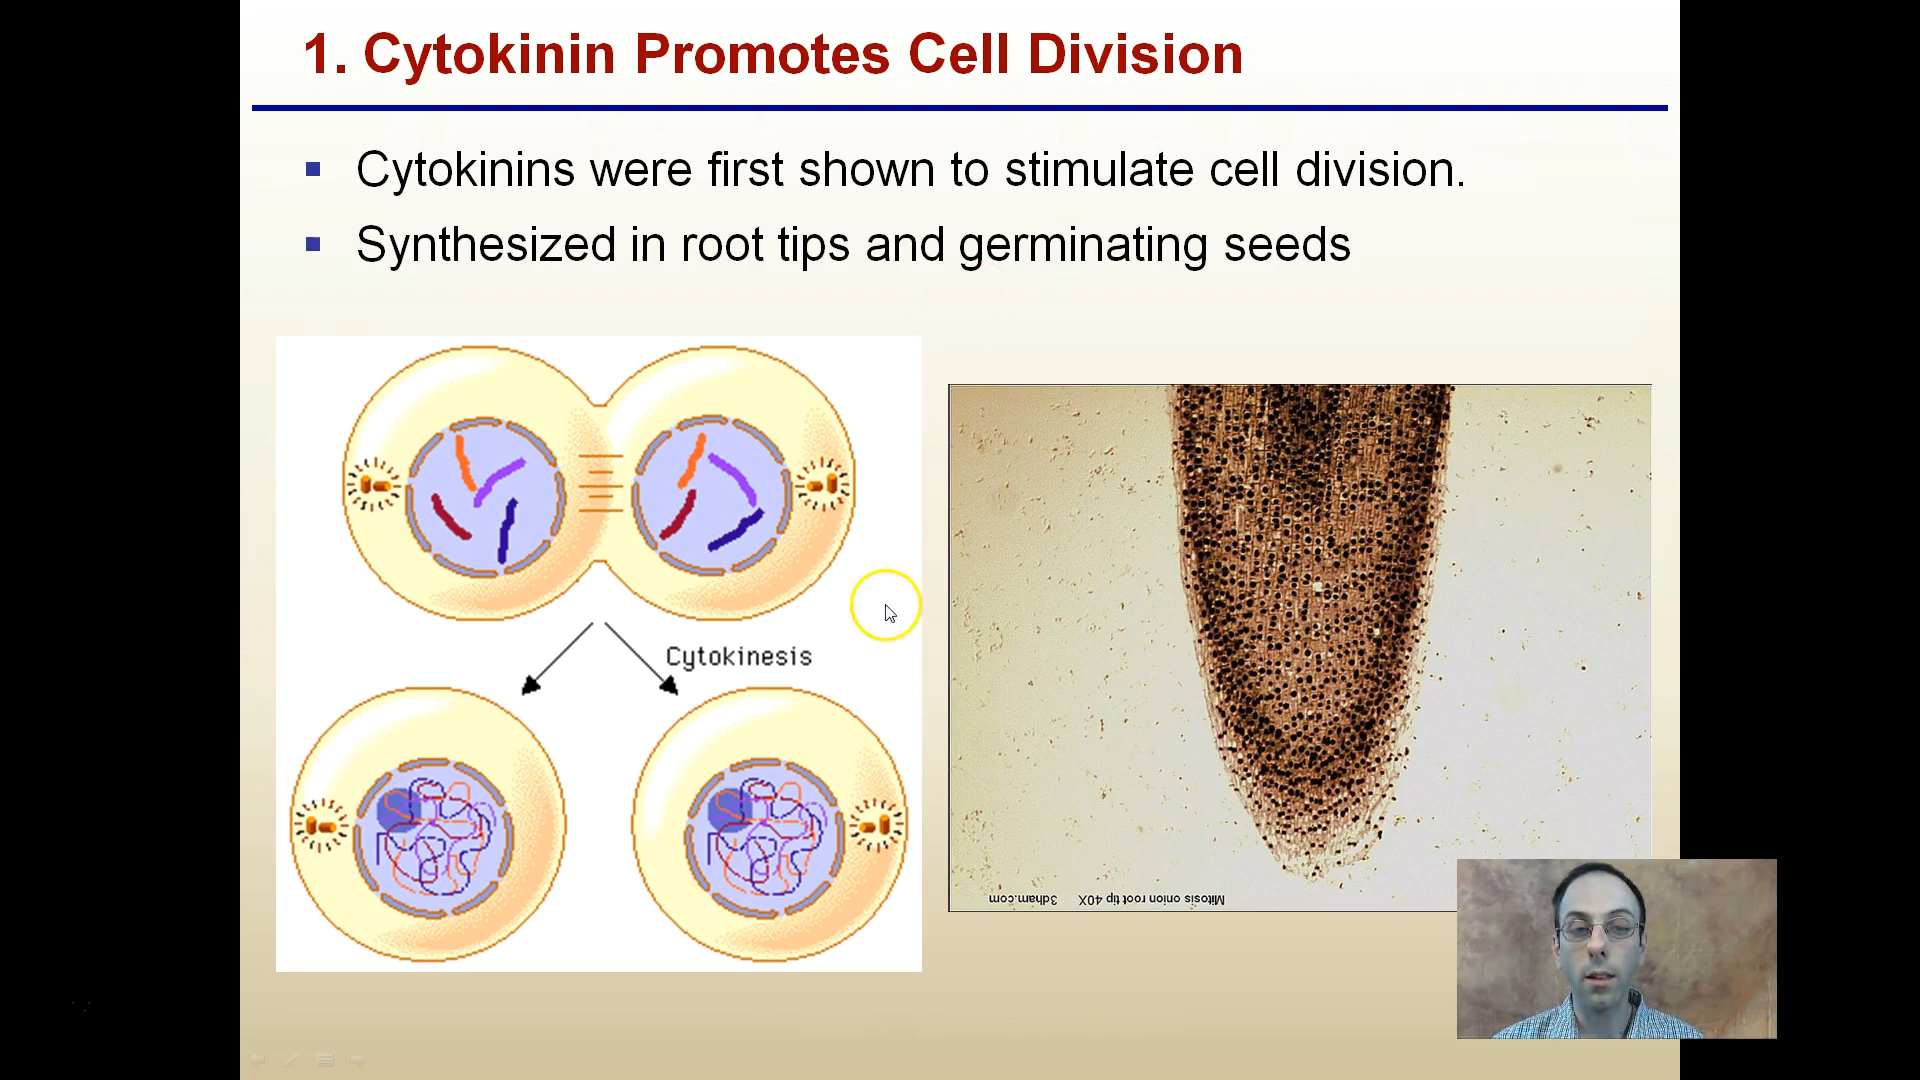 1. Cytokinin Promotes Cell Division
Cytokinins were first shown to stimulate cell division.
Synthesized in root tips and germinating seeds
Cytokinesis
Mitosis onion root tip 40X 3dham.com